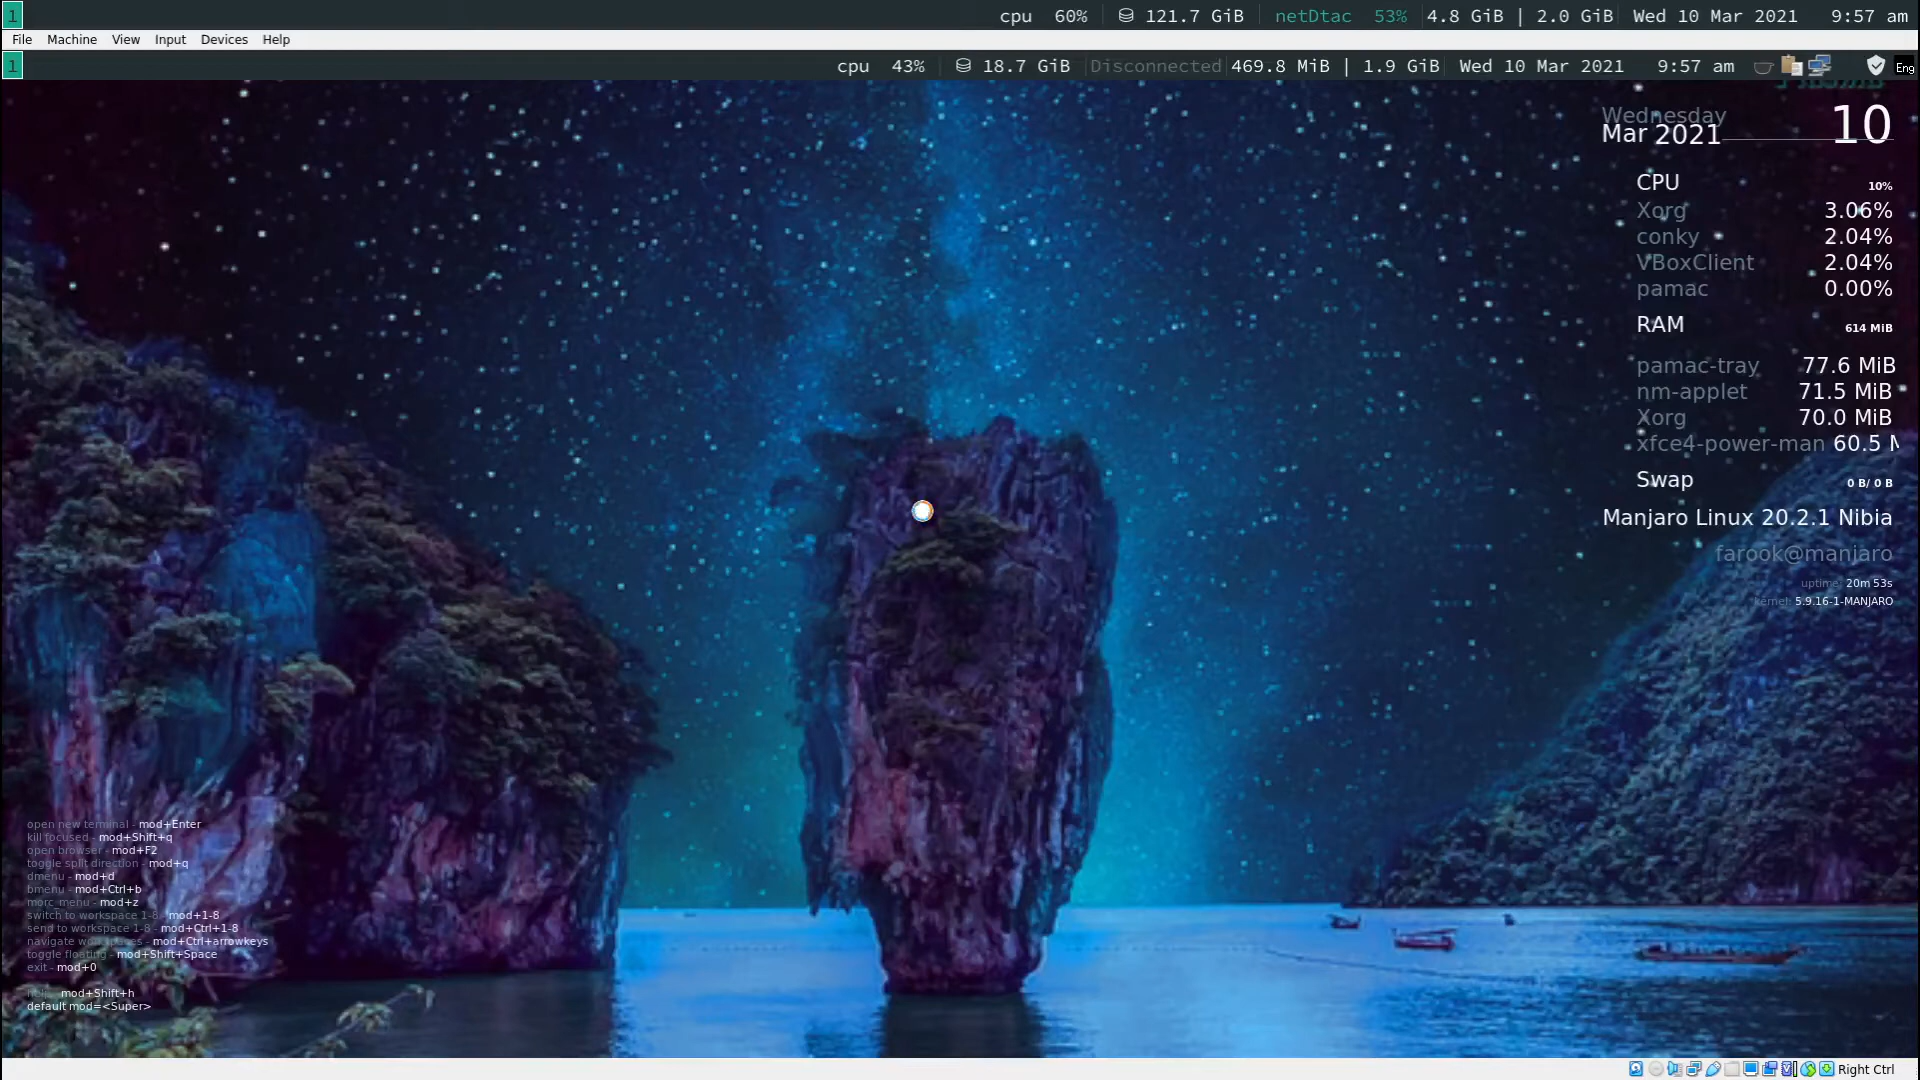 1 cpu 60% 121.7 GiB netDtac 53% 4.8 GiB | 2.0 GiB Wed 10 Mar 2021 9:57 am
File Machine View Input Devices Help
1 cpu 43% 18.7 GiB Disconnected 469.8 MiB | 1.9 GiB Wed 10 Mar 2021 9:57 am Eng
Wednesday
Mar 2021 10
CPU 10%
Xorg 3.06%
conky 2.04%
VBoxClient 2.04%
pamac 0.00%
RAM 614 MiB
pamac-tray 77.6 MiB
nm-applet 71.5 MiB
Xorg 70.0 MiB
xfce4-power-man 60.5
Swap 0 B/ 0 B
Manjaro Linux 20.2.1 Nibia
farook@manjaro
uptime: 20m 53s
kernel: 5.9.16-1-MANJARO
open new terminal - mod+Enter
kill focused - mod+Shift+q
open browser - mod+F2
toggle split direction - mod+q
dmenu - mod+d
bmenu - mod+Ctrl+b
morc_menu - mod+z
switch to workspace 1-8 - mod+1-8
send to workspace 1-8 - mod+Ctrl+1-8
navigate workspaces - mod+Ctrl+arrowkeys
toggle floating - mod+Shift+Space
exit - mod+0
mod+Shift+h
default mod=<Super>
Right Ctrl